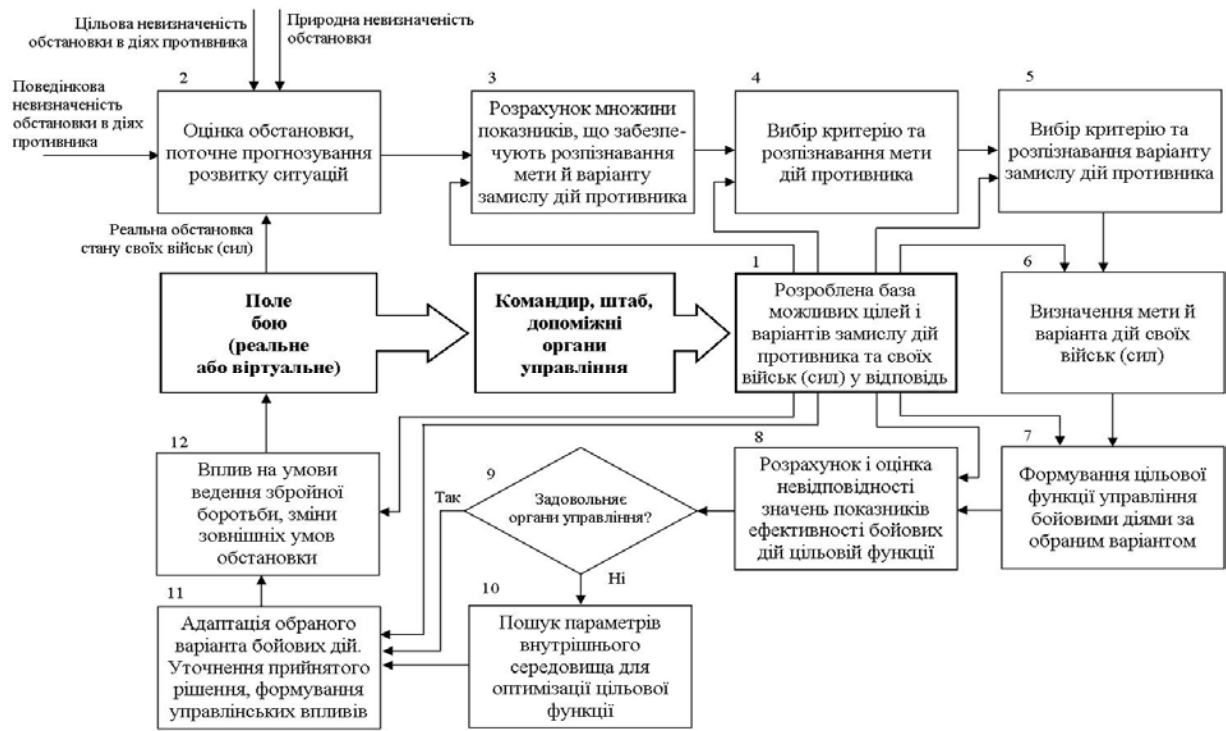 Цільова невизначеність
обстановки в діях противника
Природна невизначеність
обстановки
Поведінкова
невизначеність
обстановки в діях
противника
2
Оцінка обстановки,
поточне прогнозування
розвитку ситуацій
3
Розрахунок множини
показників, що забезпе-
чують розпізнавання
мети й варіанту
замислу дій противника
4
Вибір критерію та
розпізнавання мети
дій противника
5
Вибір критерію та
розпізнавання варіанту
замислу дій противника
Реальна обстановка
стану своїх військ (сил)
Поле
бою
(реальне
або віртуальне)
Командир, штаб,
допоміжні
органи
управління
1
Розроблена база
можливих цілей і
варіантів замислу дій
противника та своїх
військ (сил) у відповідь
6
Визначення мети й
варіанта дій своїх
військ (сил)
12
Вплив на умови
ведення збройної
боротьби, зміни
зовнішніх умов
обстановки
Так
9
Задовольняє
органи управління?
Ні
8
Розрахунок і оцінка
невідповідності
значень показників
ефективності бойових
дій цільовій функції
7
Формування цільової
функції управління
бойовими діями за
обраним варіантом
11
Адаптація обраного
варіанта бойових дій.
Уточнення прийнятого
рішення, формування
управлінських впливів
10
Пошук параметрів
внутрішнього
середовища для
оптимізації цільової
функції